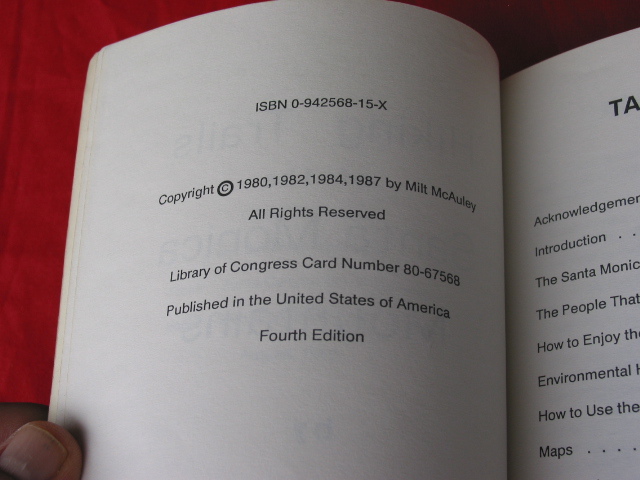 ISBN 0-942568-15-X
Copyright © 1980,1982,1984,1987 by Milt McAuley
All Rights Reserved
Library of Congress Card Number 80-67568
Published in the United States of America
Fourth Edition
TA
Acknowledgemen
Introduction . .
The Santa Monic
The People That
How to Enjoy the
Environmental H
How to Use the
Maps . . . .